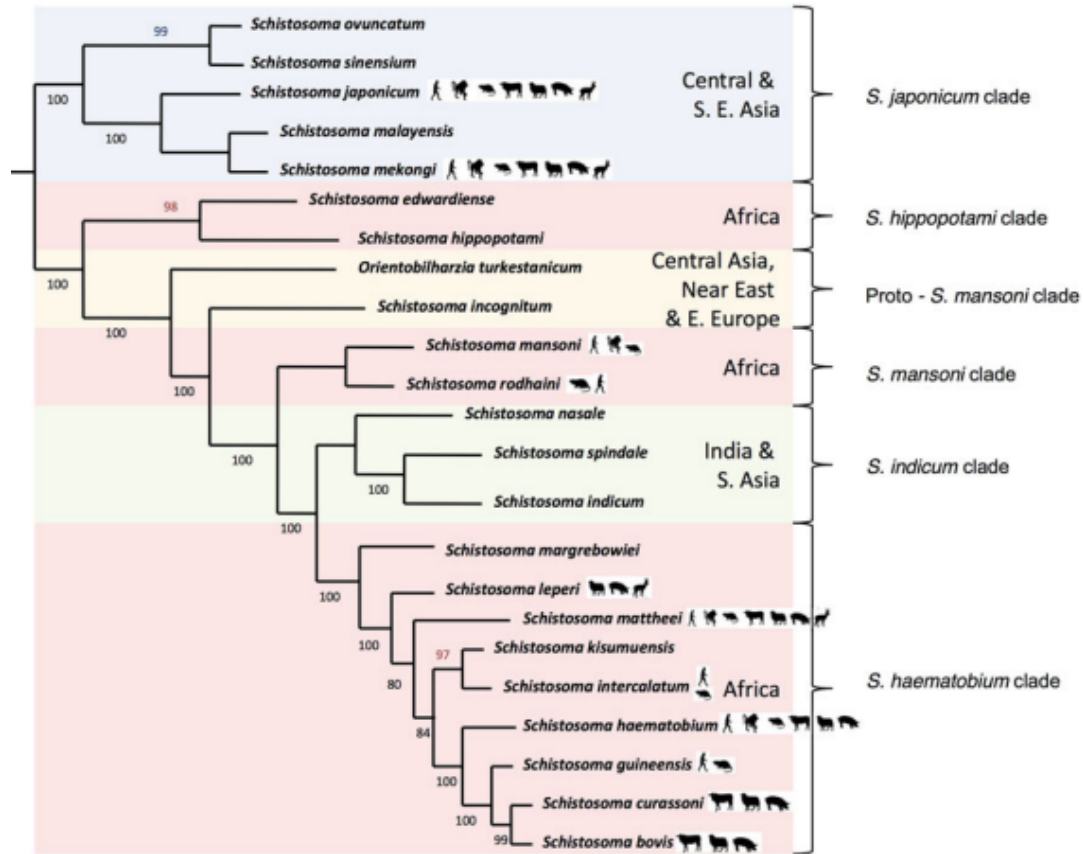 99
Schistosoma ovuncatum
Schistosoma sinensium
100
Schistosoma japonicum
Central &
S. E. Asia
S. japonicum clade
100
Schistosoma malayensis
Schistosoma mekongi
98
Schistosoma edwardiense
Africa
S. hippopotami clade
Schistosoma hippopotami
100
Orientobilharzia turkestanicum
Central Asia,
Near East
& E. Europe
Proto - S. mansoni clade
100
Schistosoma incognitum
Schistosoma mansoni
Africa
S. mansoni clade
100
Schistosoma rodhaini
Schistosoma nasale
100
Schistosoma spindale
India &
S. Asia
S. indicum clade
100
Schistosoma indicum
100
Schistosoma margrebowiei
100
Schistosoma leperi
Schistosoma mattheei
100
97
Schistosoma kisumuensis
80
Schistosoma intercalatum
Africa
S. haematobium clade
Schistosoma haematobium
84
Schistosoma guineensis
100
Schistosoma curassoni
100
99
Schistosoma bovis